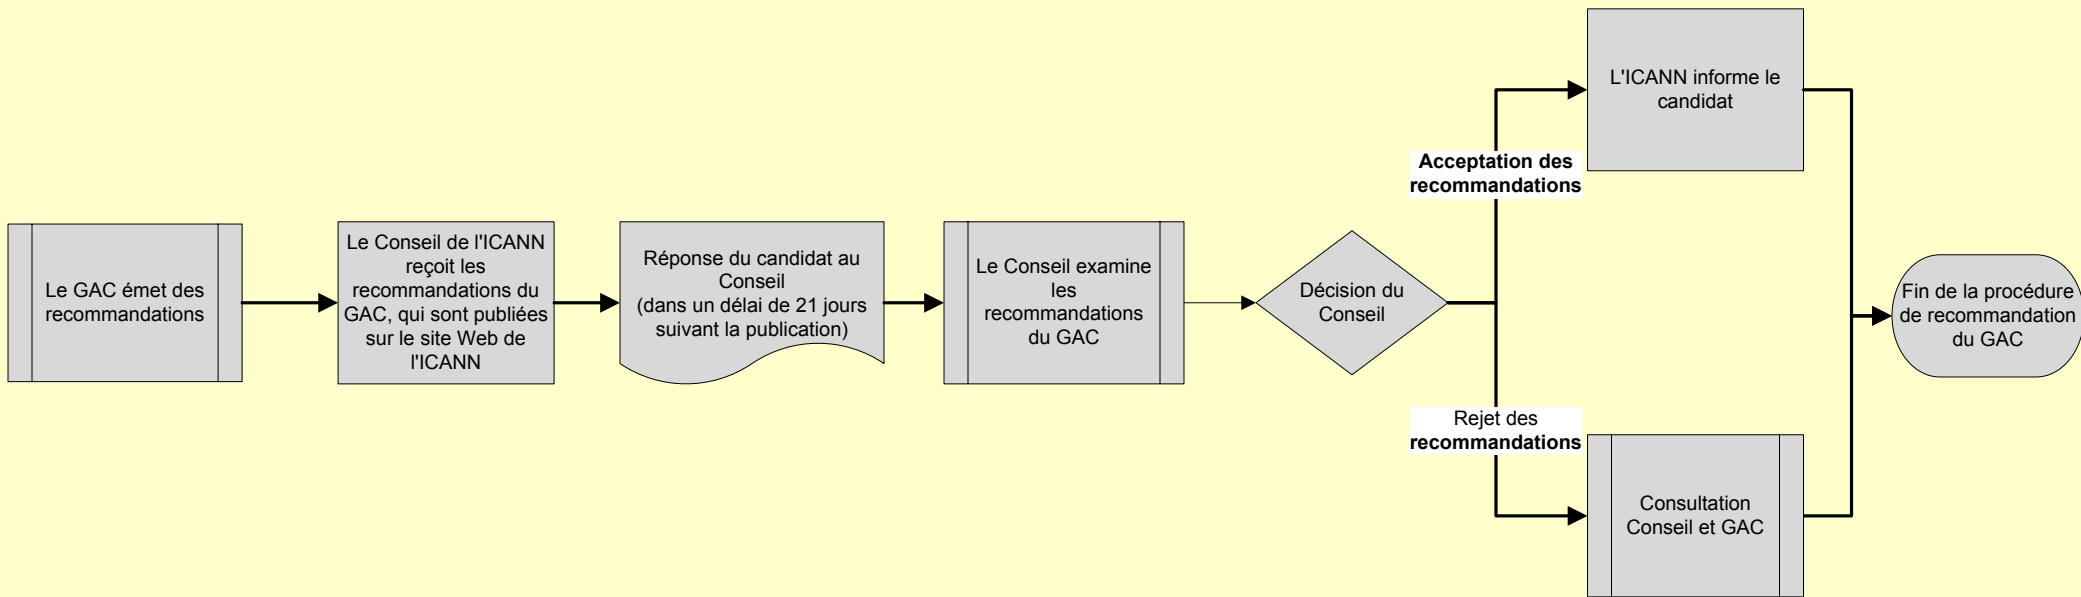 Le GAC émet des
recommandations
Le Conseil de l'ICANN
reçoit les
recommandations du
GAC, qui sont publiées
sur le site Web de
l'ICANN
Réponse du candidat au
Conseil
(dans un délai de 21 jours
suivant la publication)
Le Conseil examine
les
recommandations
du GAC
Décision du
Conseil
Acceptation des
recommandations
L'ICANN informe le
candidat
Rejet des
recommandations
Consultation
Conseil et GAC
Fin de la procédure
de recommandation
du GAC